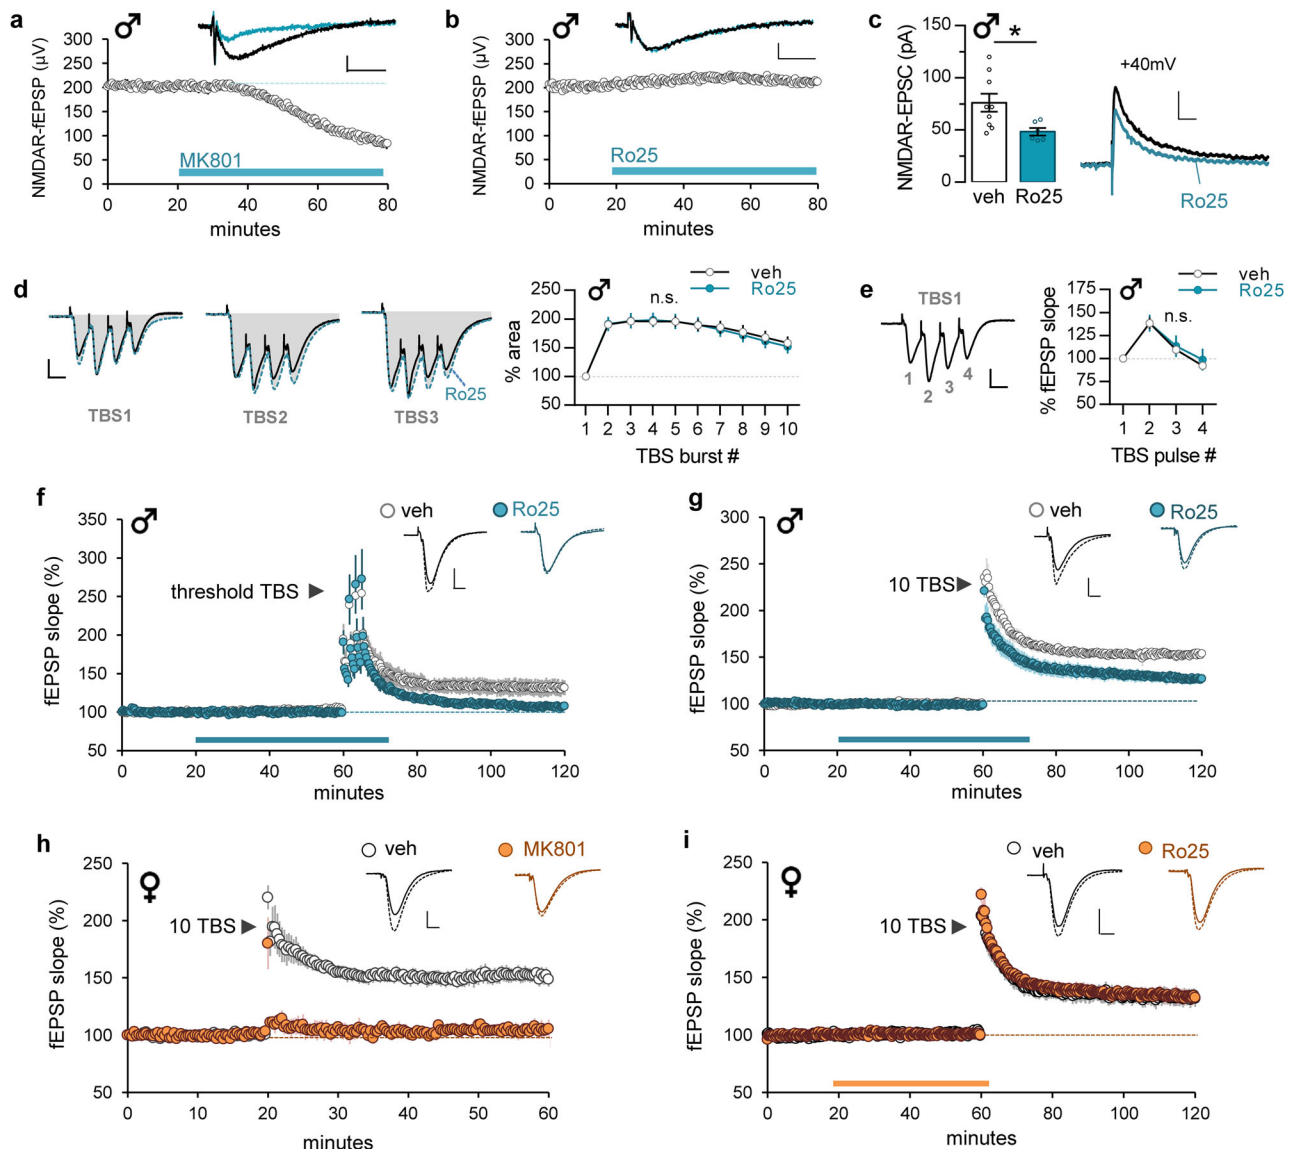 a
♂
NMDAR-fEPSP (μV)
300
250
200
150
100
50
0
MK801
0 20 40 60 80
minutes
b
♂
NMDAR-fEPSP (μV)
300
250
200
150
100
50
0
Ro25
0 20 40 60 80
minutes
c
♂
NMDAR-EPSC (pA)
150
100
50
0
*
veh Ro25
+40mV
Ro25
d
TBS1
TBS2
TBS3
Ro25
♂
veh
Ro25
n.s.
% area
250
200
150
100
50
1 2 3 4 5 6 7 8 9 10
TBS burst #
e
TBS1
1
2
3
4
♂
veh
Ro25
n.s.
% fEPSP slope
175
150
125
100
75
50
1 2 3 4
TBS pulse #
f
♂
veh
Ro25
threshold TBS
fEPSP slope (%)
350
300
250
200
150
100
50
0 20 40 60 80 100 120
minutes
g
♂
veh
Ro25
10 TBS
fEPSP slope (%)
300
250
200
150
100
50
0 20 40 60 80 100 120
minutes
h
♀
veh
MK801
10 TBS
fEPSP slope (%)
250
200
150
100
50
0 10 20 30 40 50 60
minutes
i
♀
veh
Ro25
10 TBS
fEPSP slope (%)
250
200
150
100
50
0 20 40 60 80 100 120
minutes